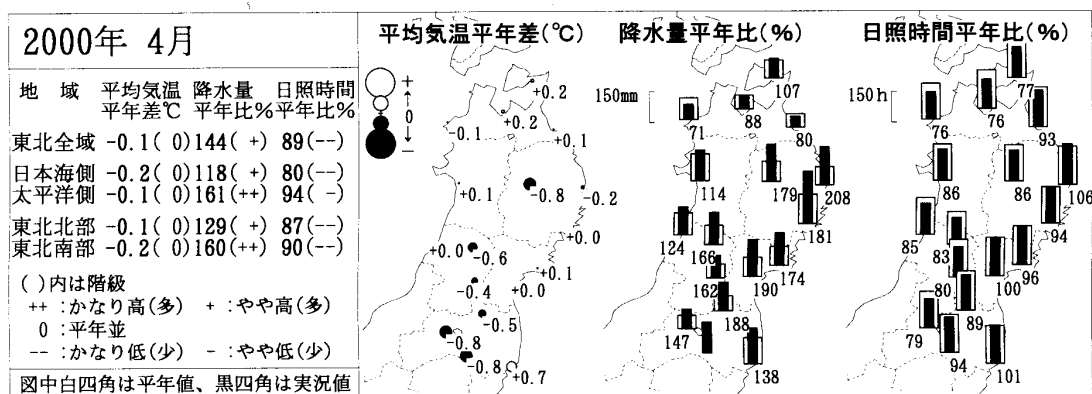 2000年 4月
地 域 平均気温 降水量 日照時間
平年差℃ 平年比% 平年比%
東北全域 -0.1( 0) 144( +) 89(--)
日本海側 -0.2( 0) 118( +) 80(--)
太平洋側 -0.1( 0) 161(++) 94( -)
東北北部 -0.1( 0) 129( +) 87(--)
東北南部 -0.2( 0) 160(++) 90(--)
( )内は階級
++ :かなり高(多) + :やや高(多)
0 :平年並
-- :かなり低(少) - :やや低(少)
図中白四角は平年値、黒四角は実況値
平均気温平年差(℃)
+
0
-
+0.2
+0.2
-0.1
+0.1
+0.1
-0.8
-0.2
+0.0
+0.0
-0.6
+0.1
-0.4
+0.0
-0.5
-0.8
-0.8
+0.7
降水量平年比(%)
150mm
107
88
71
80
114
179
208
181
124
166
174
162
190
188
147
138
日照時間平年比(%)
150h
77
76
76
93
86
86
106
94
85
83
96
80
100
89
79
94
101